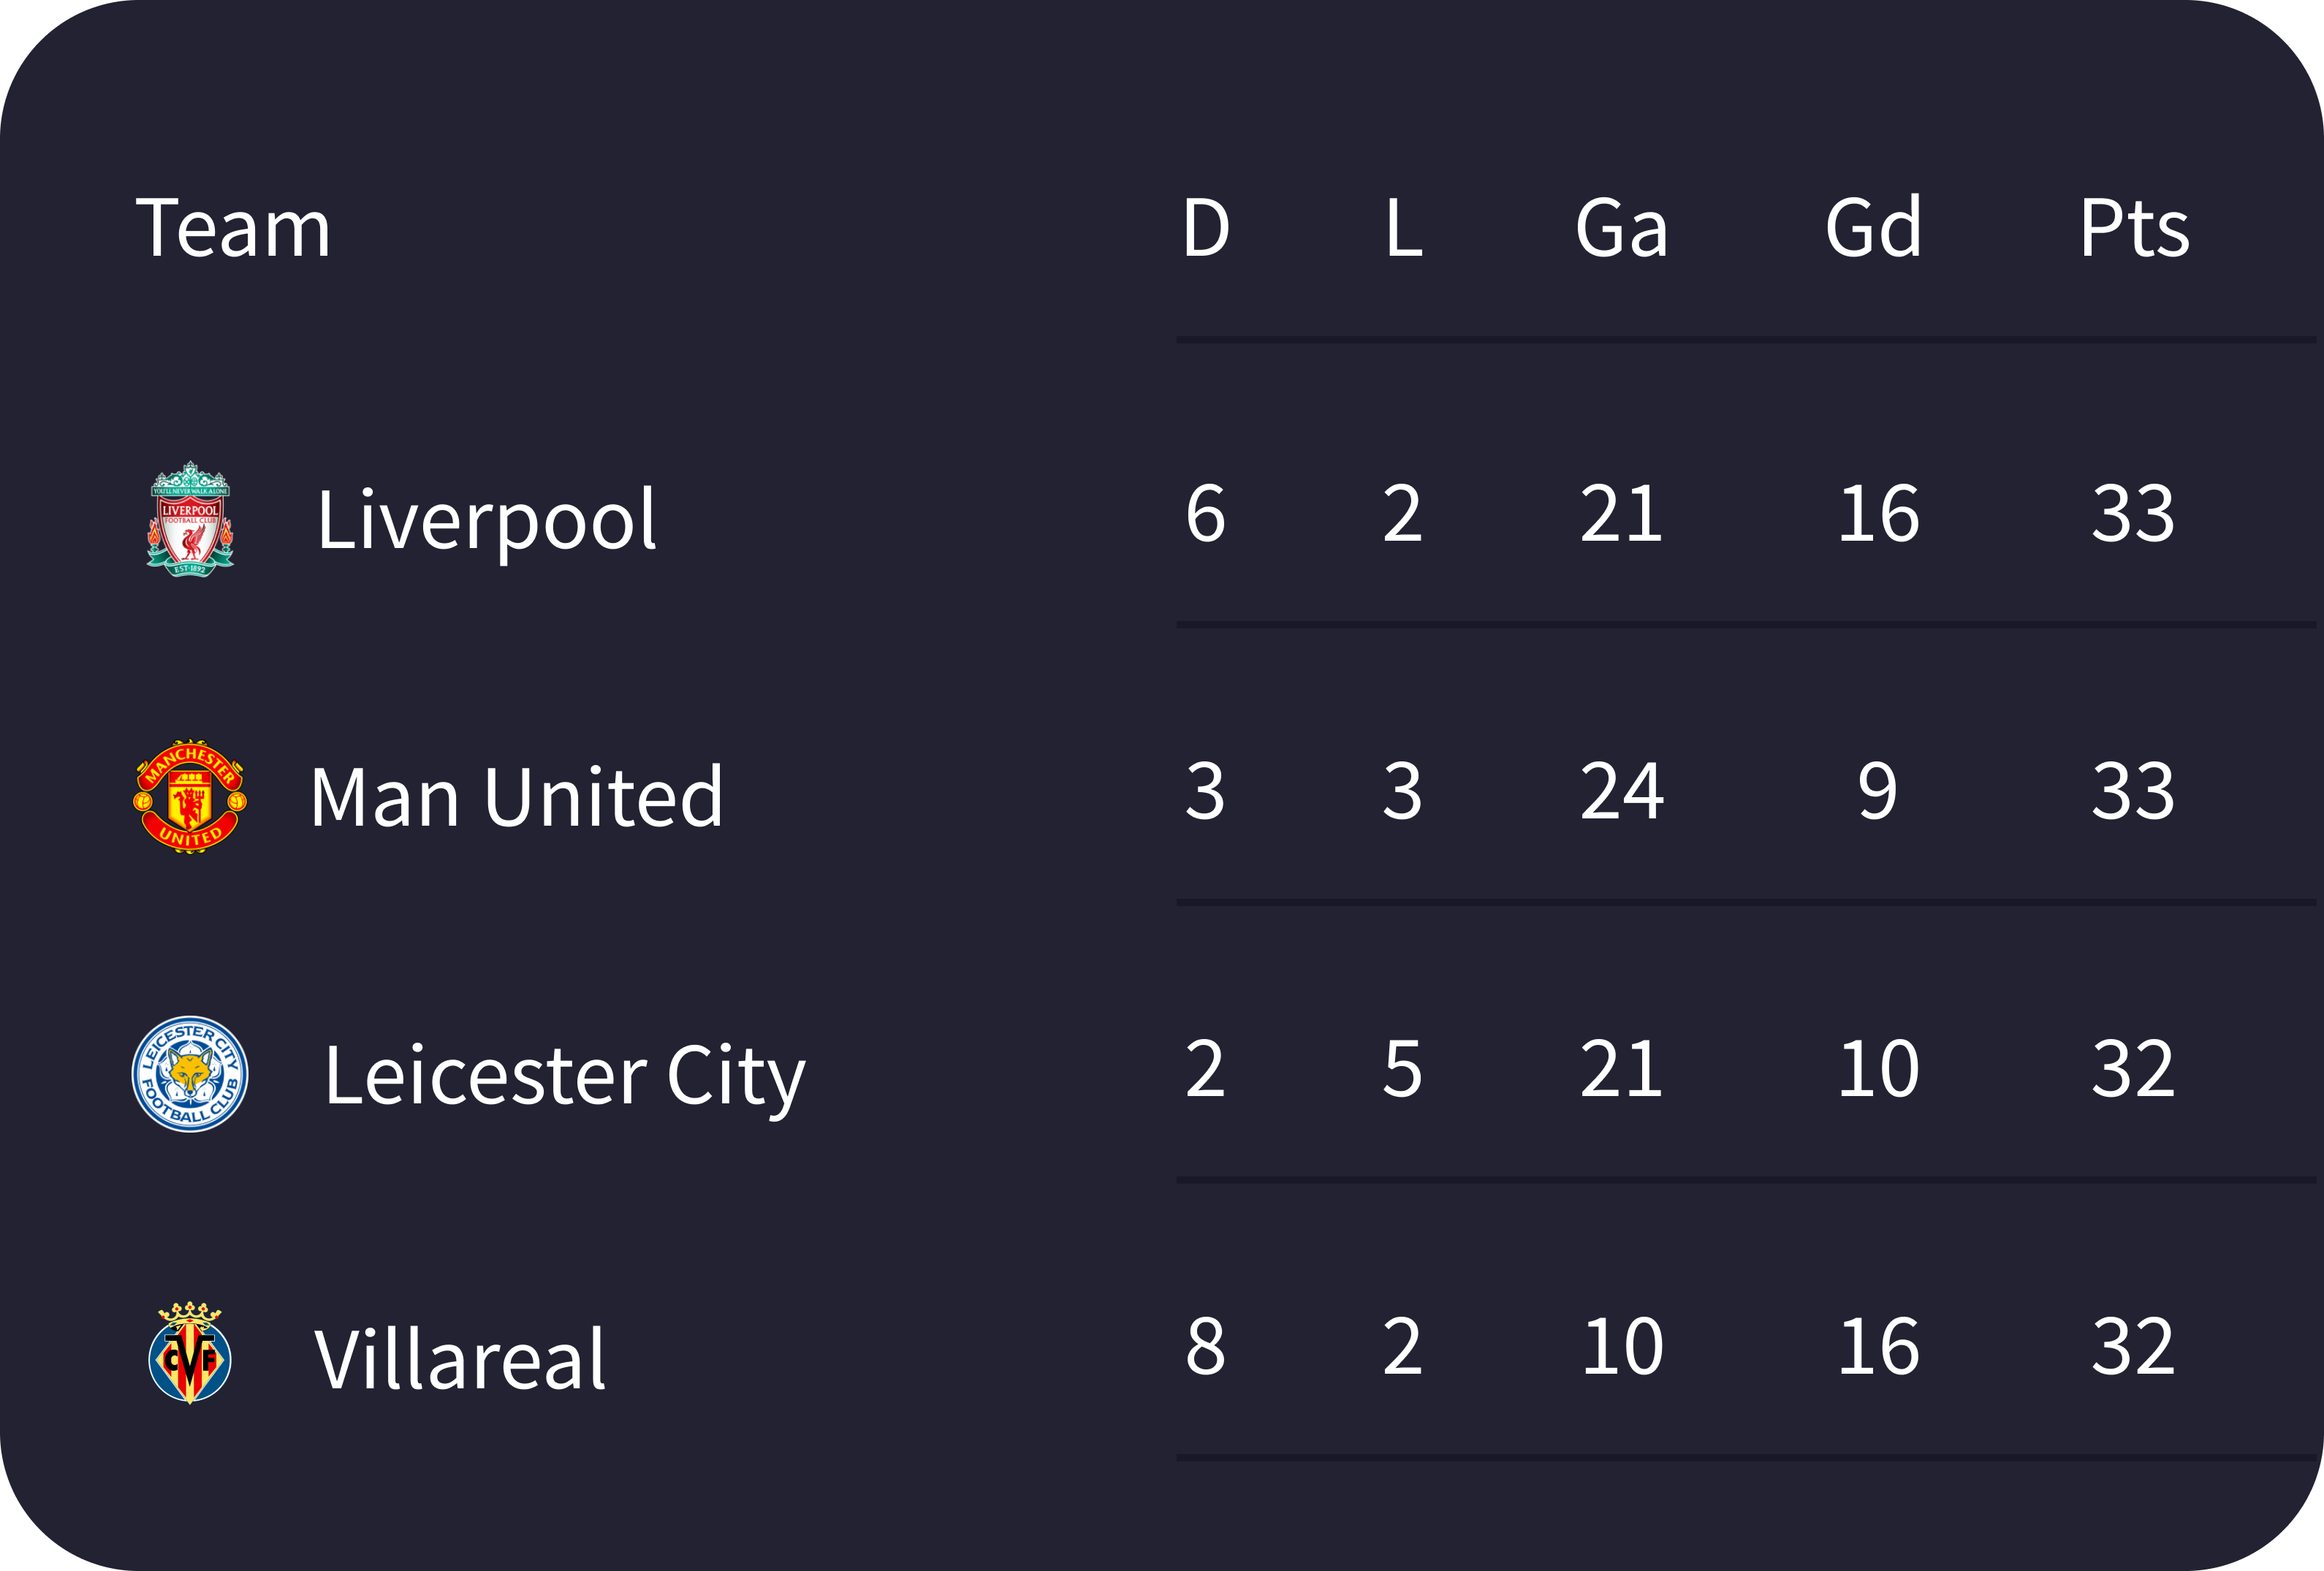 Team D L Ga Gd Pts
YOU'LL NEVER WALK ALONE
LIVERPOOL
FOOTBALL CLUB
EST·1892
Liverpool 6 2 21 16 33
MANCHESTER
UNITED
Man United 3 3 24 9 33
LEICESTER CITY
FOOTBALL CLUB
Leicester City 2 5 21 10 32
C V F
Villareal 8 2 10 16 32